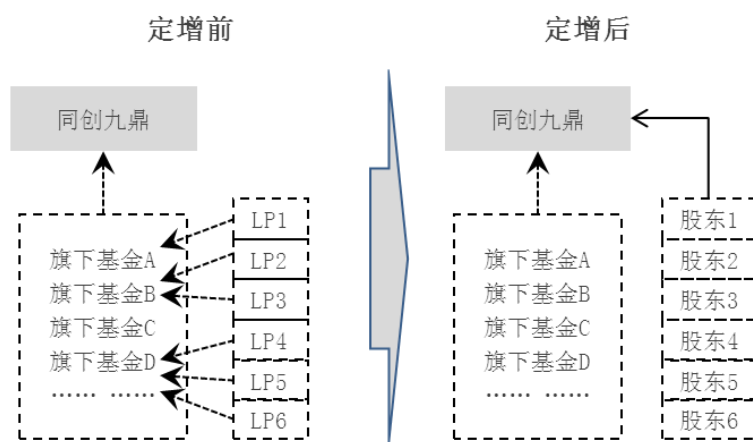 定增前
同创九鼎
旗下基金A
旗下基金B
旗下基金C
旗下基金D
…… ……
LP1
LP2
LP3
LP4
LP5
LP6
定增后
同创九鼎
旗下基金A
旗下基金B
旗下基金C
旗下基金D
…… ……
股东1
股东2
股东3
股东4
股东5
股东6